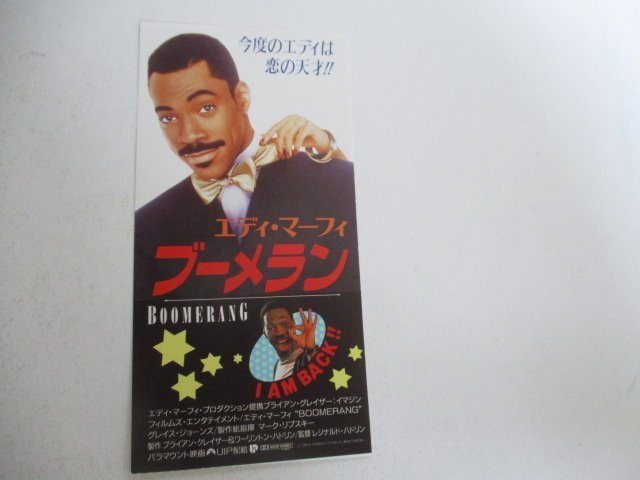 今度のエディは
恋の天才!!
エディ・マーフィ
ブーメラン
BOOMERANG
I AM BACK!!
エディ・マーフィ・プロダクション提携ブライアン・グレイザー:イマジン
フィルムズ・エンタテイメント/エディ・マーフィ "BOOMERANG"
グレイス・ジョーンズ/製作総指揮 マーク・リプスキー
製作 ブライアン・グレイザー&ワーリントン・ハドリン/監督 レジナルド・ハドリン
パラマウント映画 UIP配給